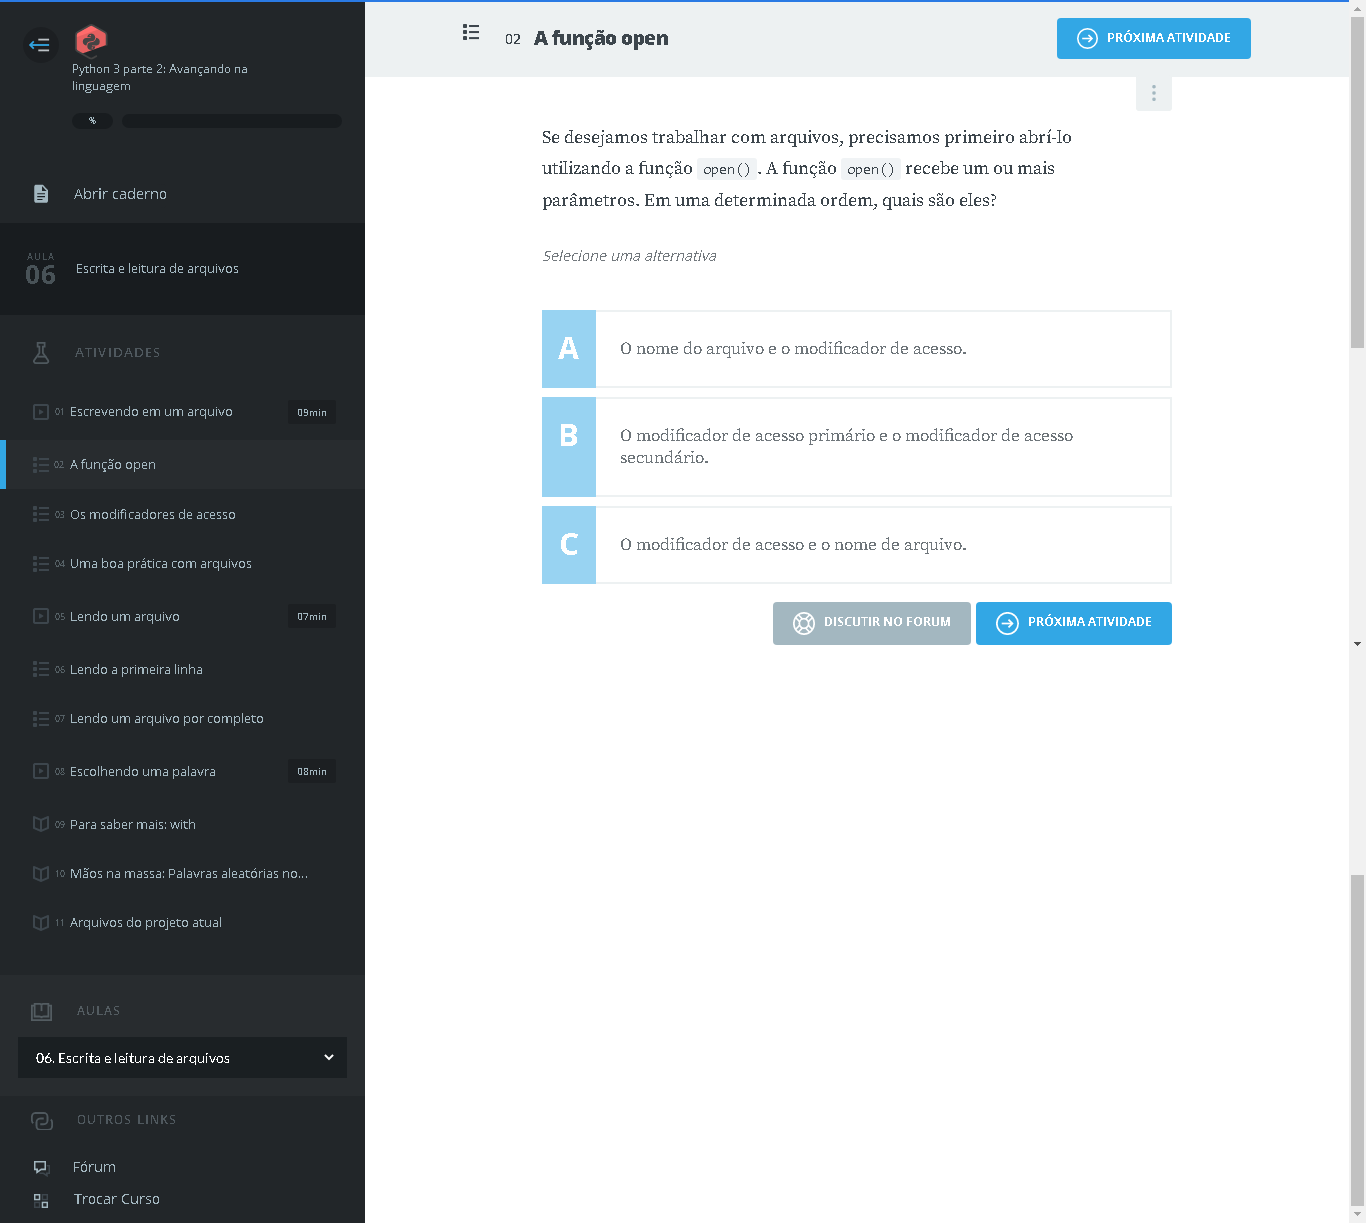 Python 3 parte 2: Avançando na
linguagem
%
Abrir caderno
AULA
06
Escrita e leitura de arquivos
ATIVIDADES
01 Escrevendo em um arquivo 09min
02 A função open
03 Os modificadores de acesso
04 Uma boa prática com arquivos
05 Lendo um arquivo 07min
06 Lendo a primeira linha
07 Lendo um arquivo por completo
08 Escolhendo uma palavra 08min
09 Para saber mais: with
10 Mãos na massa: Palavras aleatórias no...
11 Arquivos do projeto atual
AULAS
06. Escrita e leitura de arquivos
OUTROS LINKS
Fórum
Trocar Curso
02 A função open
PRÓXIMA ATIVIDADE
Se desejamos trabalhar com arquivos, precisamos primeiro abrí-lo
utilizando a função open() . A função open() recebe um ou mais
parâmetros. Em uma determinada ordem, quais são eles?
Selecione uma alternativa
A O nome do arquivo e o modificador de acesso.
B O modificador de acesso primário e o modificador de acesso
secundário.
C O modificador de acesso e o nome de arquivo.
DISCUTIR NO FORUM PRÓXIMA ATIVIDADE